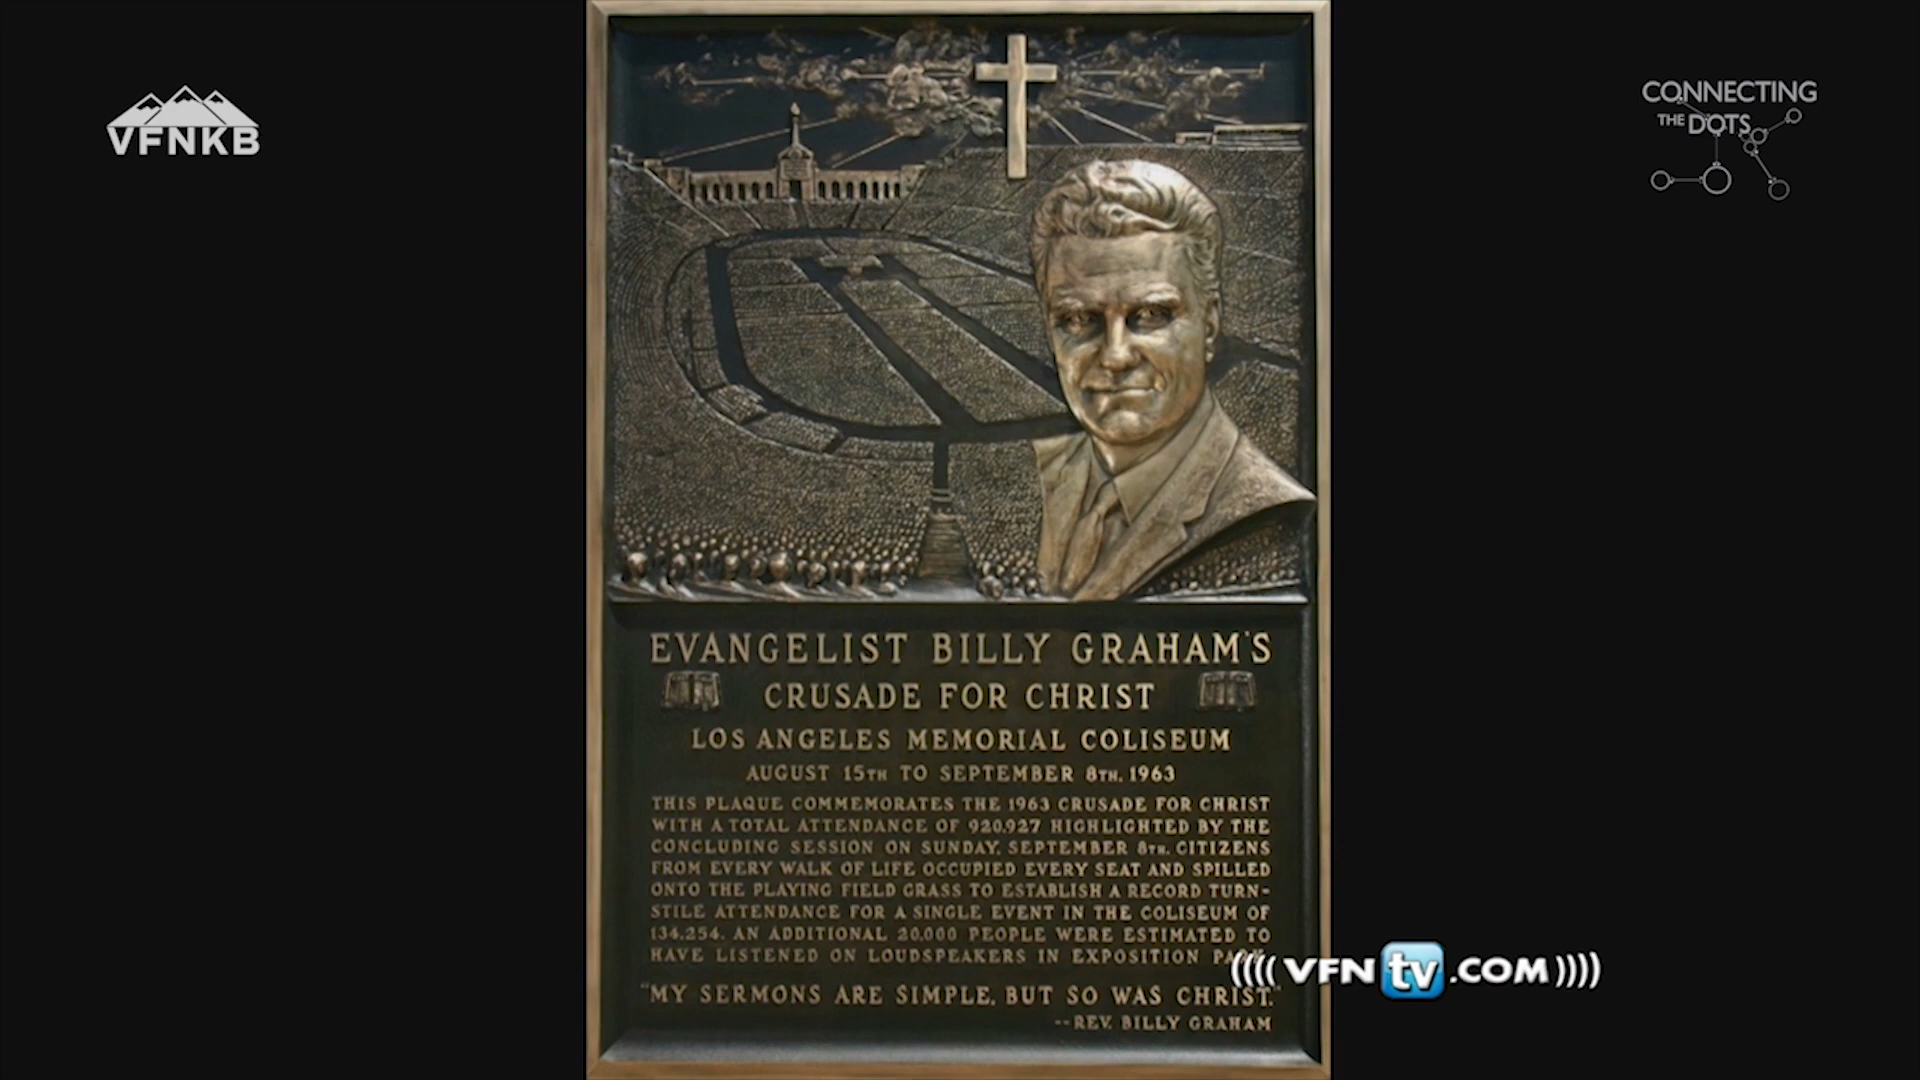 VFNKB
CONNECTING
THE DOTS
EVANGELIST BILLY GRAHAM'S
CRUSADE FOR CHRIST
LOS ANGELES MEMORIAL COLISEUM
AUGUST 15TH TO SEPTEMBER 8TH, 1963
THIS PLAQUE COMMEMORATES THE 1963 CRUSADE FOR CHRIST
WITH A TOTAL ATTENDANCE OF 920,927 HIGHLIGHTED BY THE
CONCLUDING SESSION ON SUNDAY, SEPTEMBER 8TH. CITIZENS
FROM EVERY WALK OF LIFE OCCUPIED EVERY SEAT AND SPILLED
ONTO THE PLAYING FIELD GRASS TO ESTABLISH A RECORD TURN-
STILE ATTENDANCE FOR A SINGLE EVENT IN THE COLISEUM OF
134,254. AN ADDITIONAL 20,000 PEOPLE WERE ESTIMATED TO
HAVE LISTENED ON LOUDSPEAKERS IN EXPOSITION
((((VFNtv.COM))))
"MY SERMONS ARE SIMPLE, BUT SO WAS CHRIST."
--REV. BILLY GRAHAM